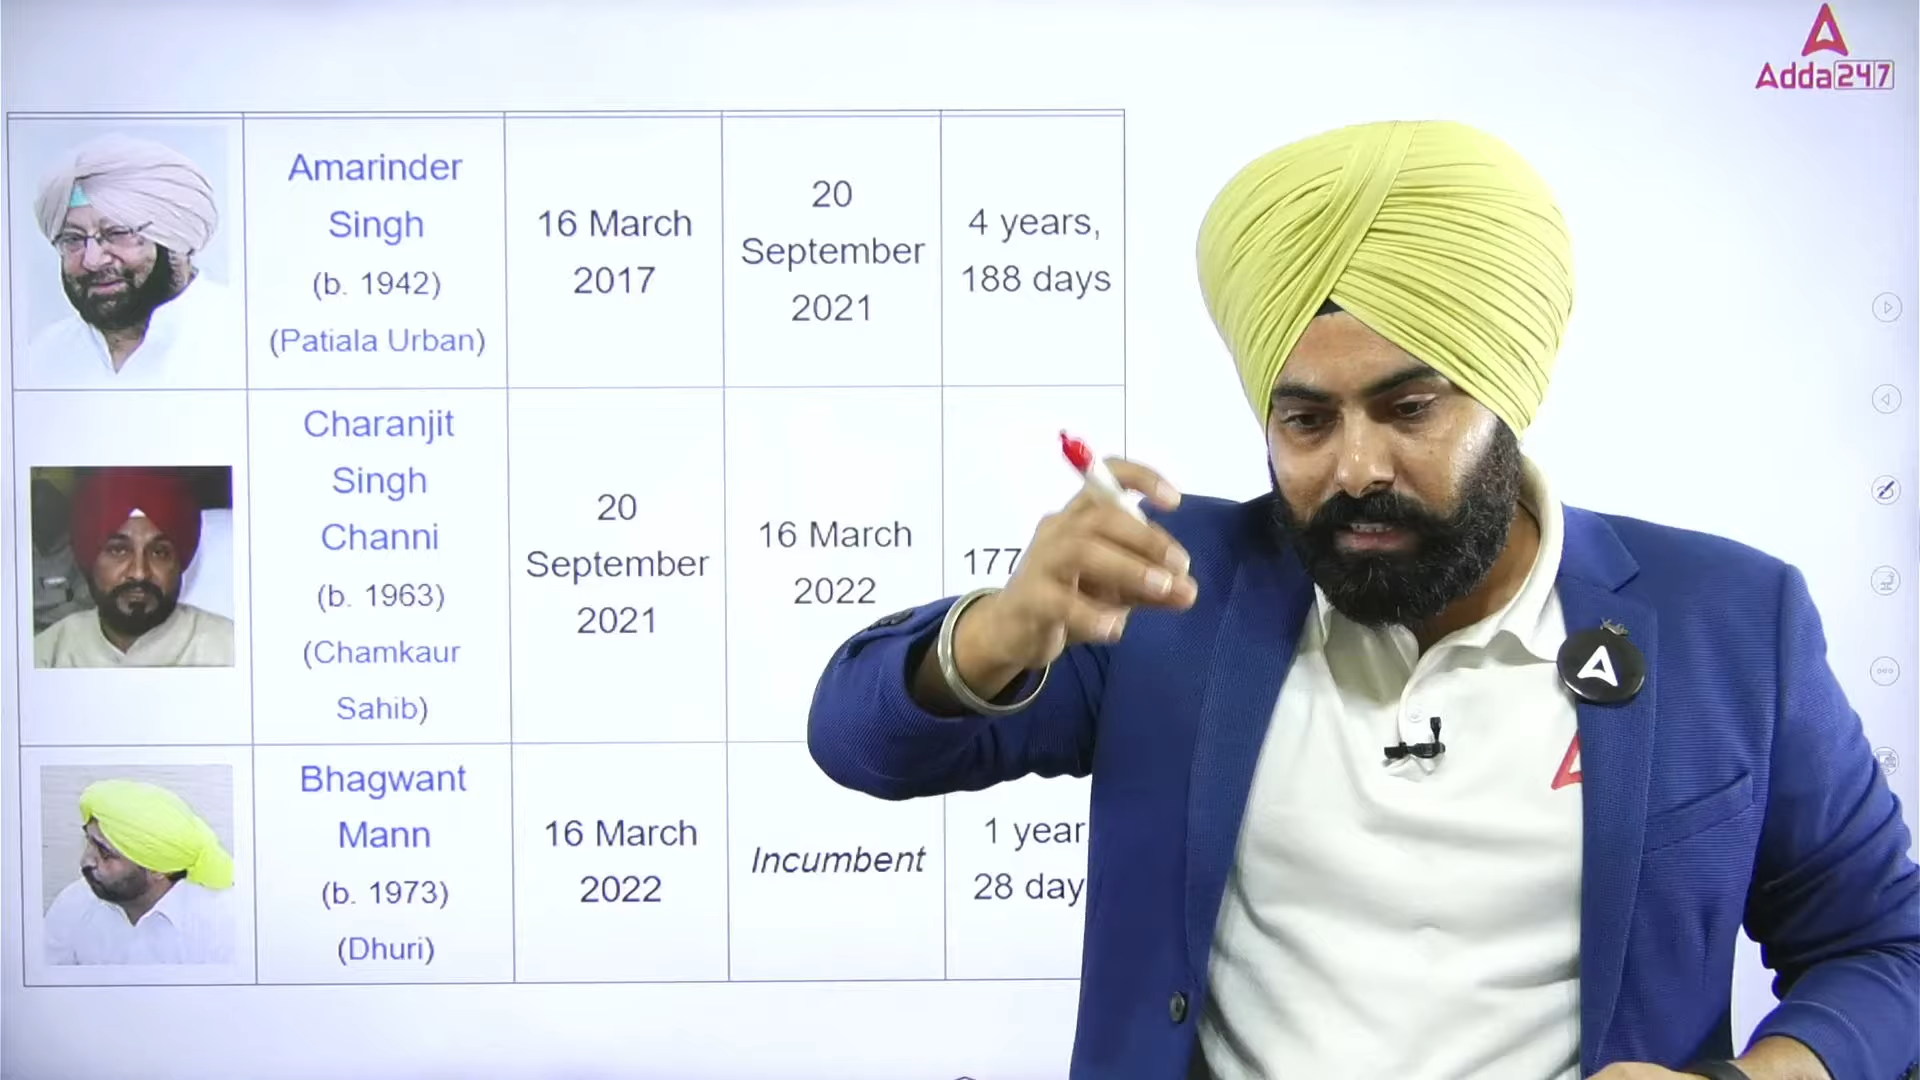 Adda247
Amarinder
Singh
(b. 1942)
(Patiala Urban)
16 March
2017
20
September
2021
4 years,
188 days
Charanjit
Singh
Channi
(b. 1963)
(Chamkaur
Sahib)
20
September
2021
16 March
2022
177
Bhagwant
Mann
(b. 1973)
(Dhuri)
16 March
2022
Incumbent
1 year
28 day